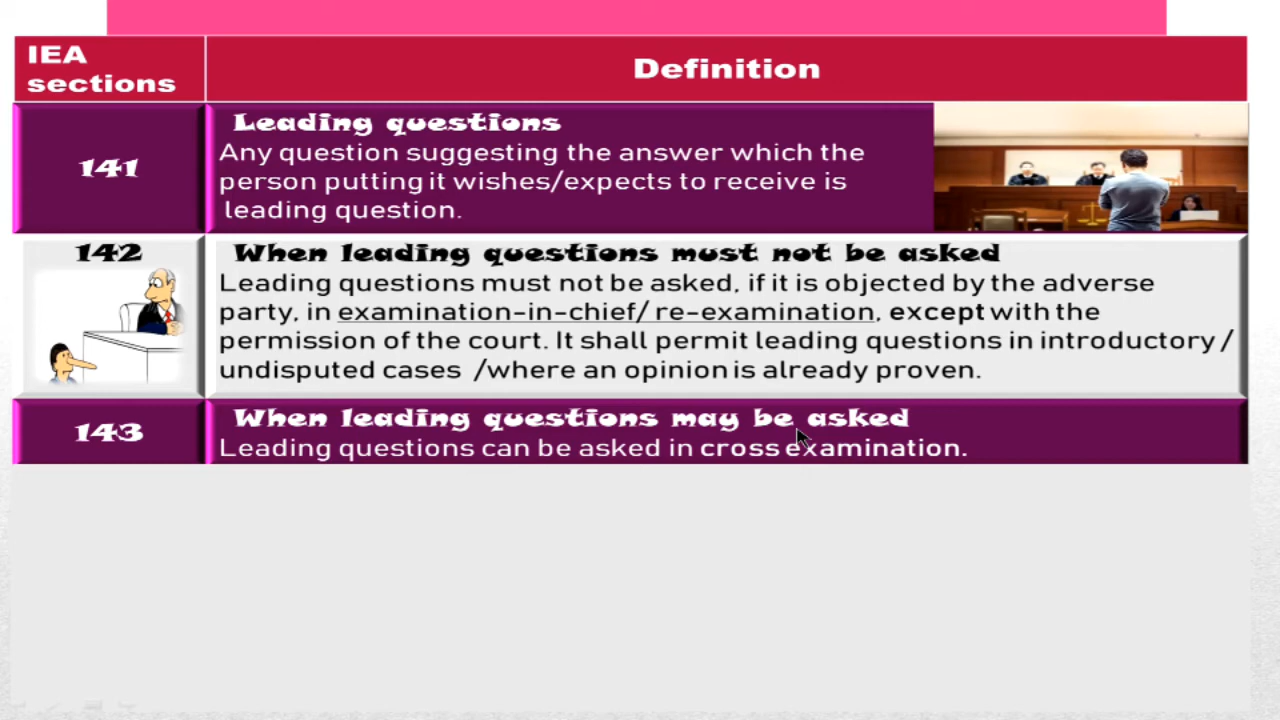 IEA
sections
Definition
141
Leading questions
Any question suggesting the answer which the
person putting it wishes/expects to receive is
leading question.
142
When leading questions must not be asked
Leading questions must not be asked, if it is objected by the adverse
party, in examination-in-chief/ re-examination, except with the
permission of the court. It shall permit leading questions in introductory /
undisputed cases /where an opinion is already proven.
143
When leading questions may be asked
Leading questions can be asked in cross examination.